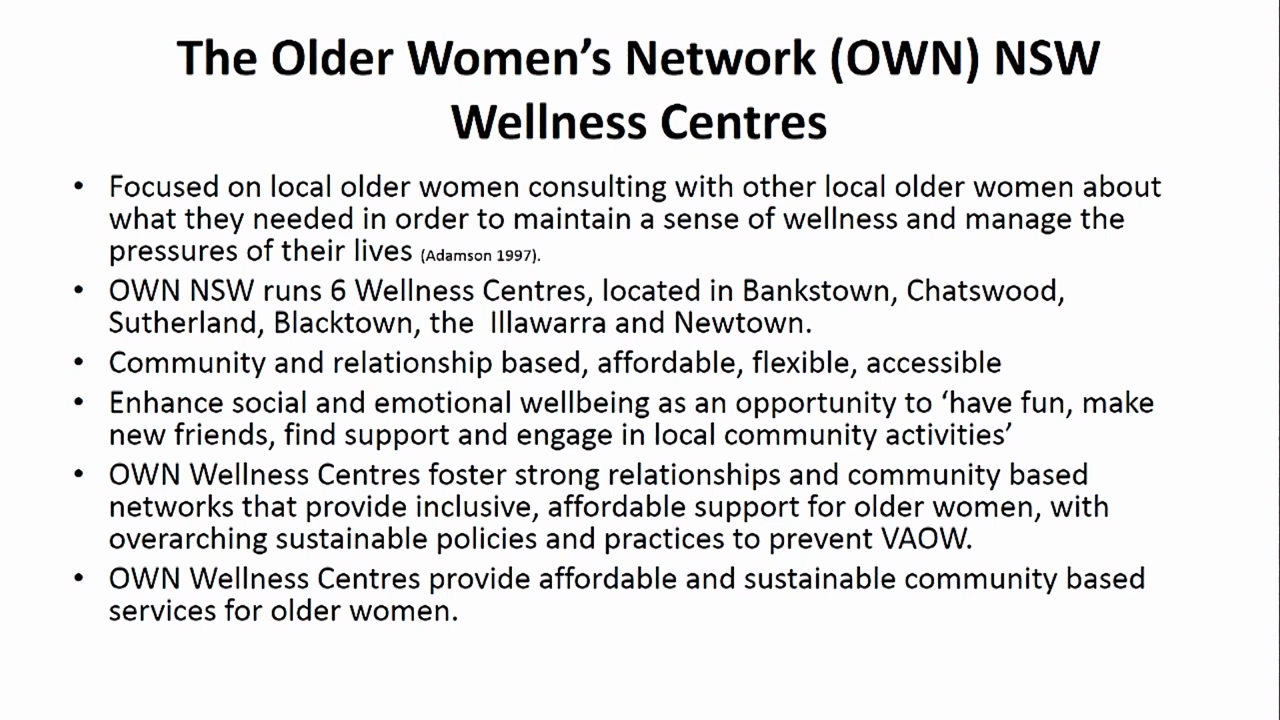 The Older Women’s Network (OWN) NSW
Wellness Centres
• Focused on local older women consulting with other local older women about
what they needed in order to maintain a sense of wellness and manage the
pressures of their lives (Adamson 1997).
• OWN NSW runs 6 Wellness Centres, located in Bankstown, Chatswood,
Sutherland, Blacktown, the  Illawarra and Newtown.
• Community and relationship based, affordable, flexible, accessible
• Enhance social and emotional wellbeing as an opportunity to ‘have fun, make
new friends, find support and engage in local community activities’
• OWN Wellness Centres foster strong relationships and community based
networks that provide inclusive, affordable support for older women, with
overarching sustainable policies and practices to prevent VAOW.
• OWN Wellness Centres provide affordable and sustainable community based
services for older women.